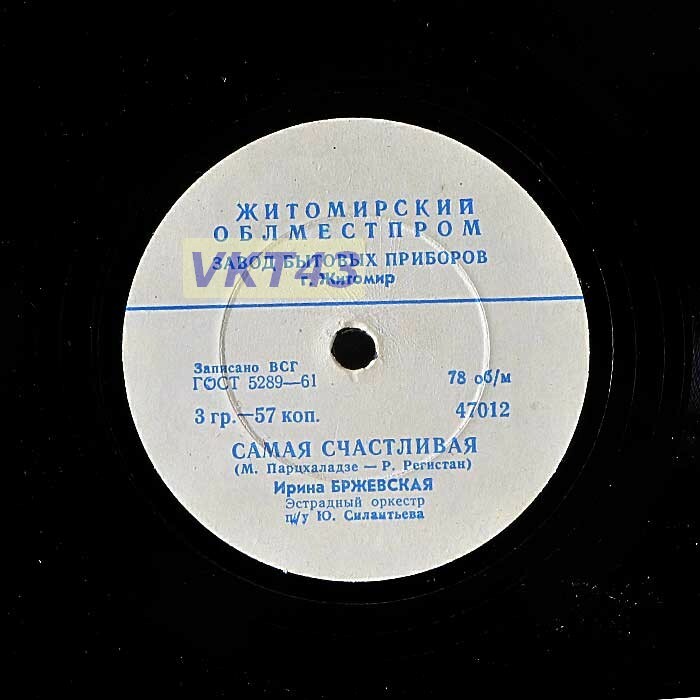 ЖИТОМИРСКИЙ
ОБЛМЕСТПРОМ
ЗАВОД БЫТОВЫХ ПРИБОРОВ
VKT43
г. Житомир
Записано ВСГ
ГОСТ 5289—61
78 об/м
3 гр.—57 коп.
47012
САМАЯ СЧАСТЛИВАЯ
(М. Парцхаладзе — Р. Регистан)
Ирина БРЖЕВСКАЯ
Эстрадный оркестр
п/у Ю. Силантьева